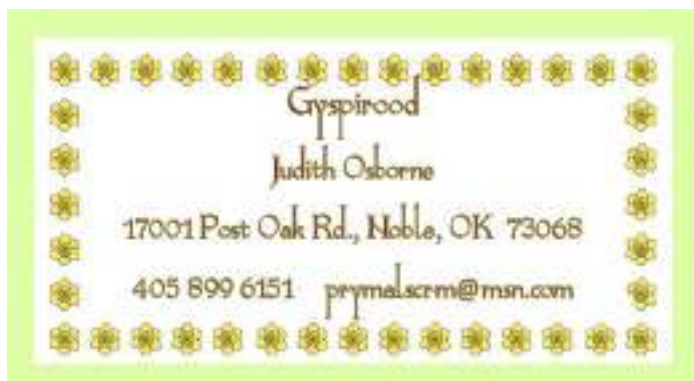 Gyspirood
Judith Osborne
17001 Post Oak Rd., Noble, OK 73068
405 899 6151 prymalscrm@msn.com